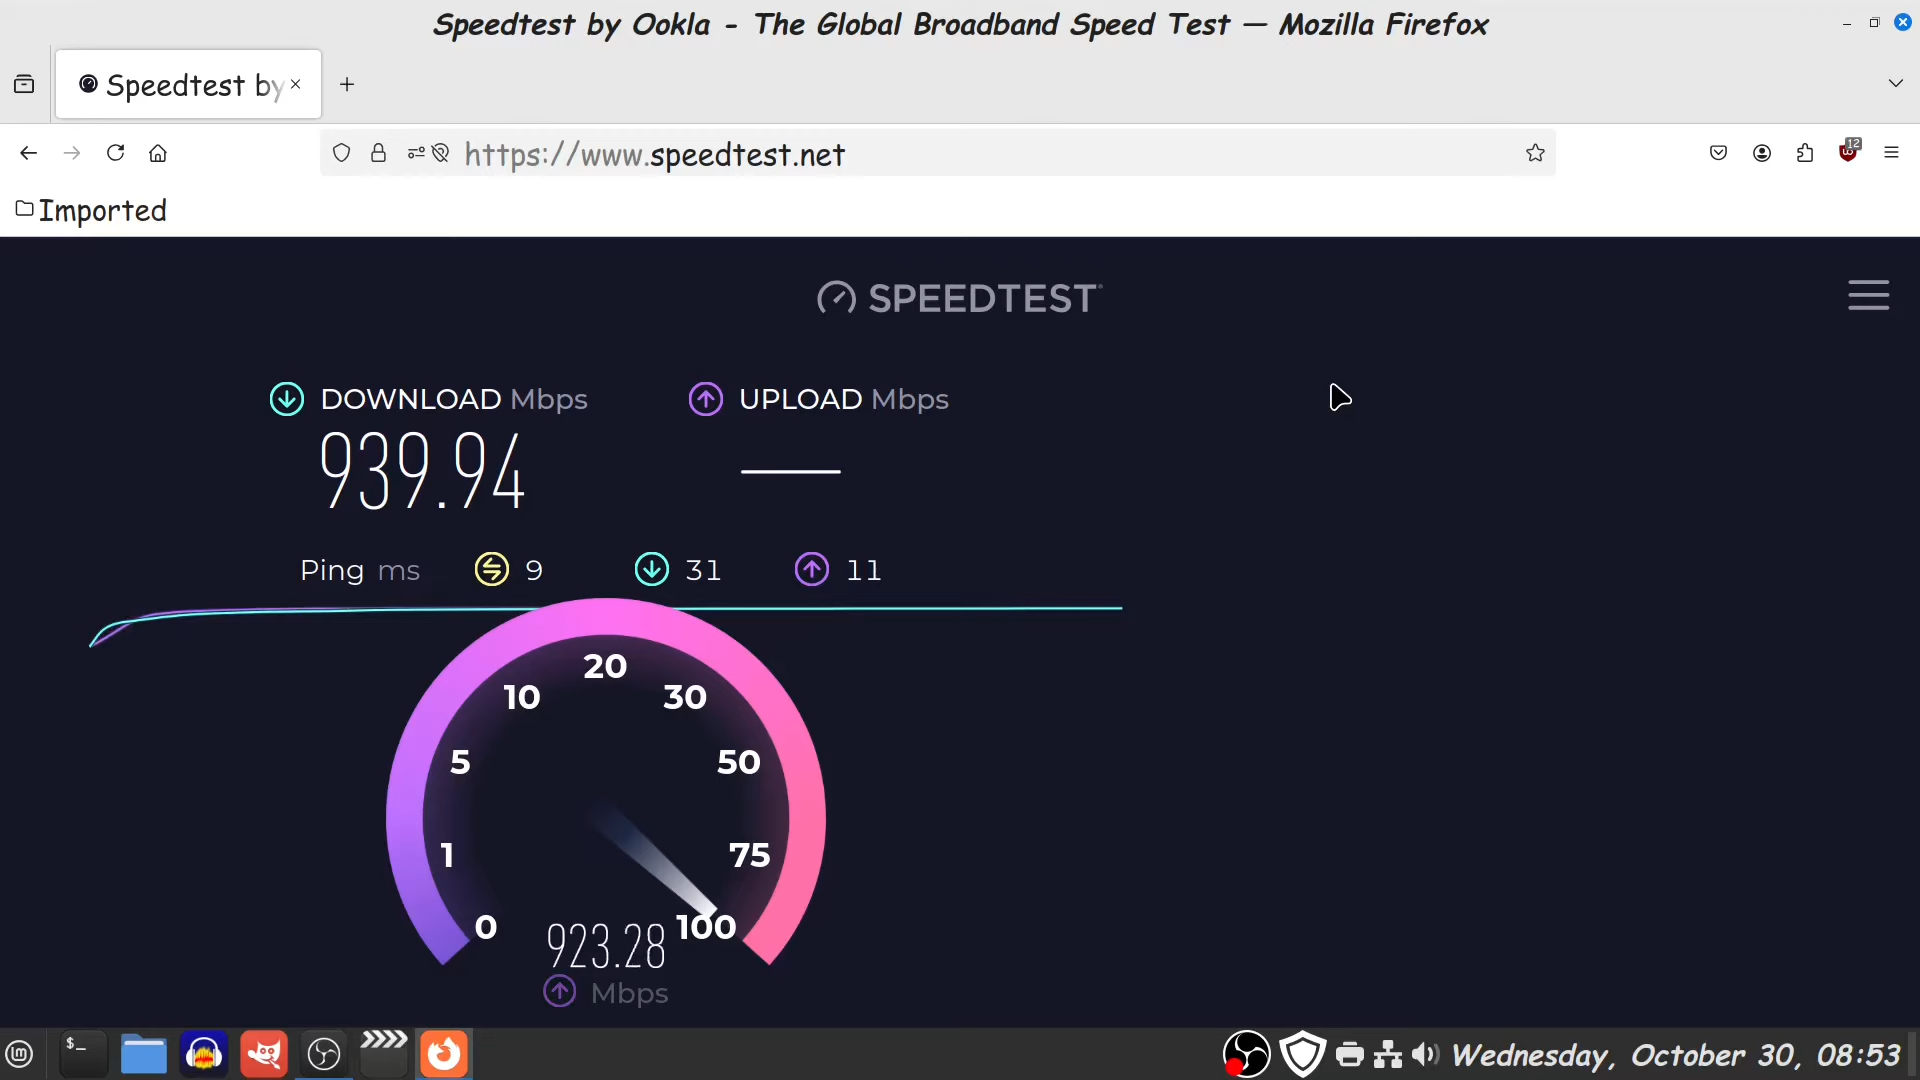 Speedtest by Ookla - The Global Broadband Speed Test — Mozilla Firefox
Speedtest by
https://www.speedtest.net
12
Imported
SPEEDTEST
DOWNLOAD Mbps
UPLOAD Mbps
939.94
Ping ms 9 31 11
20
10 30
5 50
1 75
0 100
923.28
Mbps
$_
Wednesday, October 30, 08:53